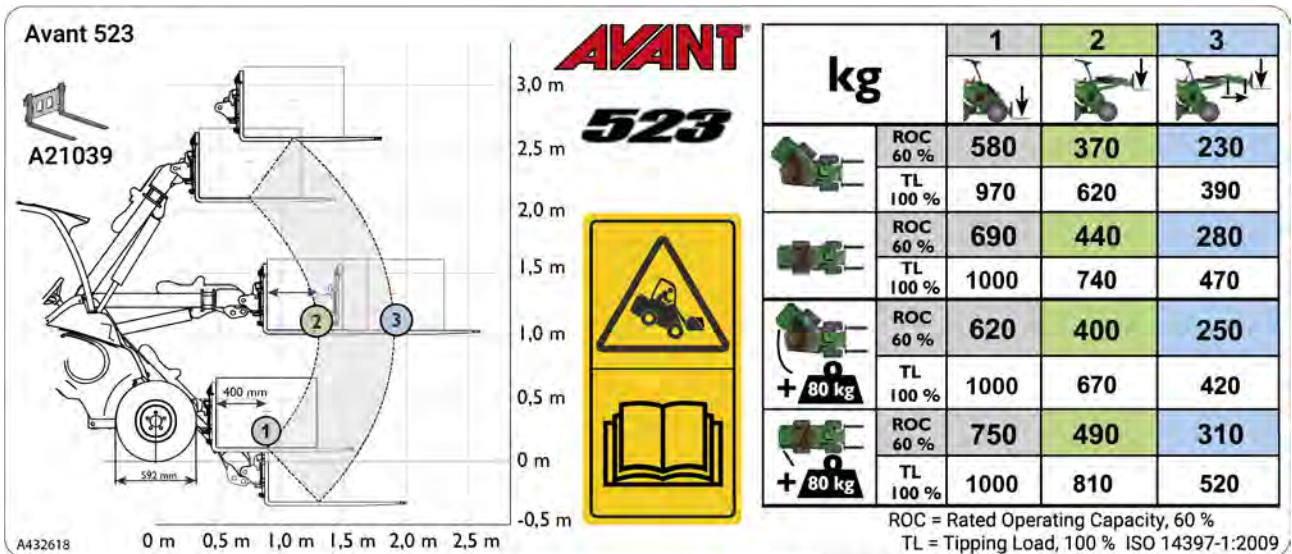 Avant 523
A21039
3,0 m
2,5 m
2,0 m
1,5 m
1,0 m
0,5 m
0 m
-0,5 m
2
3
400 mm
1
592 mm
0 m 0,5 m 1,0 m 1,5 m 2,0 m 2,5 m
A432618
AVANT®
523
kg 1 2 3
ROC 60 % 580 370 230
TL 100 % 970 620 390
ROC 60 % 690 440 280
TL 100 % 1000 740 470
ROC 60 % 620 400 250
+ 80 kg TL 100 % 1000 670 420
ROC 60 % 750 490 310
+ 80 kg TL 100 % 1000 810 520
ROC = Rated Operating Capacity, 60 %
TL = Tipping Load, 100 % ISO 14397-1:2009